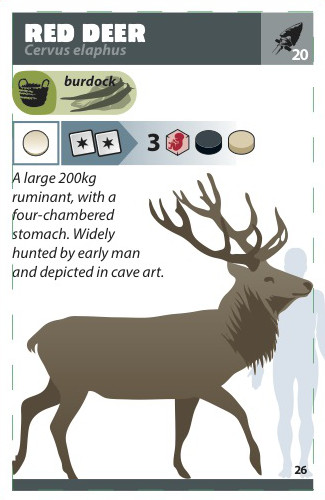 RED DEER
Cervus elaphus
20
burdock
3
A large 200kg
ruminant, with a
four-chambered
stomach. Widely
hunted by early man
and depicted in cave art.
26